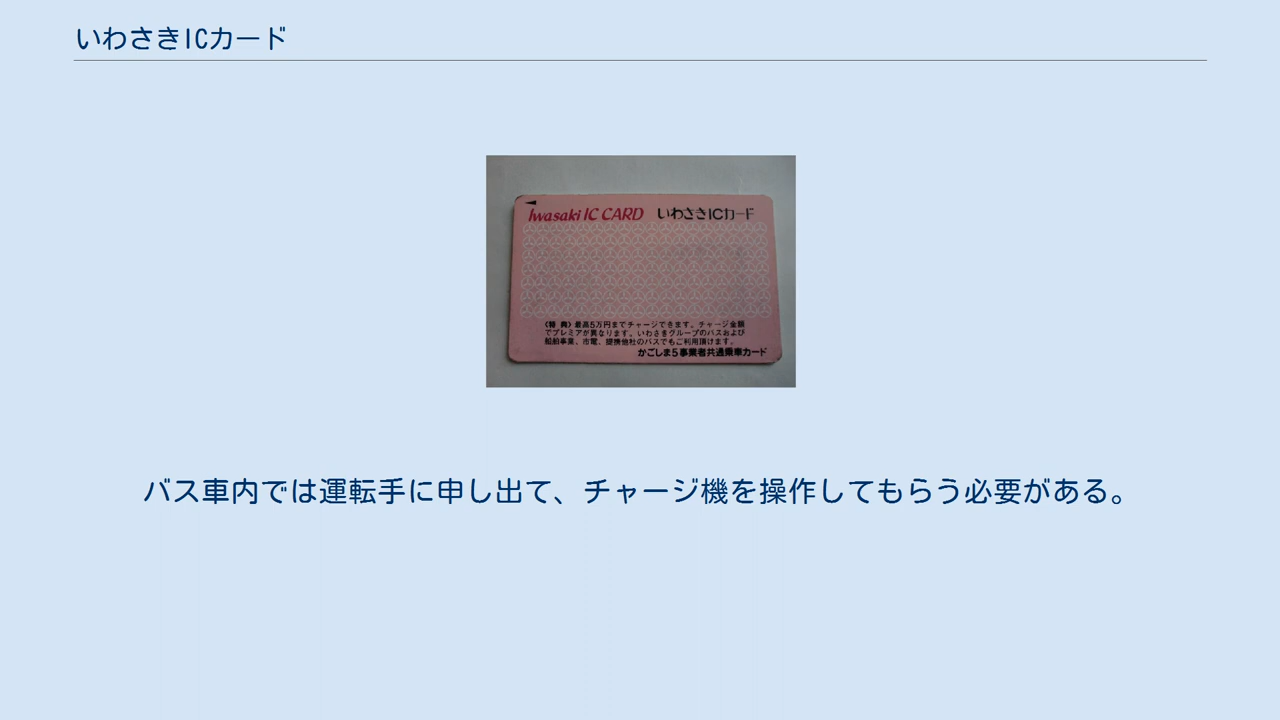 いわさきICカード
Iwasaki IC CARD いわさきICカード
〈特 典〉最高5万円までチャージできます。チャージ金額
でプレミアが異なります。いわさきグループのバスおよび
船舶事業、市電、提携他社のバスでもご利用頂けます。
かごしま5事業者共通乗車カード
バス車内では運転手に申し出て、チャージ機を操作してもらう必要がある。